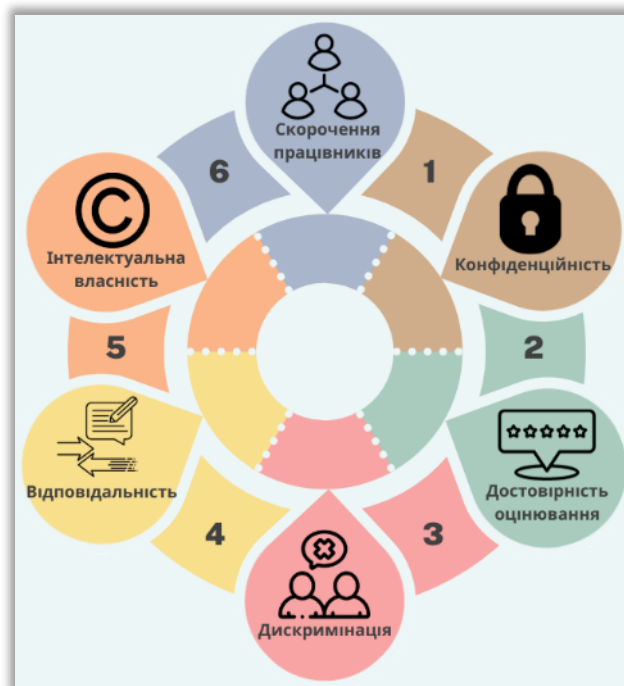 1
Конфіденційність
2
Достовірність
оцінювання
3
Дискримінація
4
Відповідальність
5
Інтелектуальна
власність
6
Скорочення
працівників